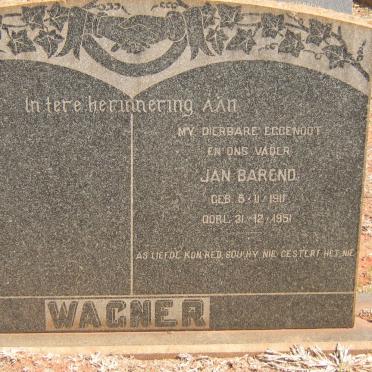 In tere herinnering AAN
MY DIERBARE EGGENOOT
EN ONS VADER
JAN BAREND
GEB. 5-11-1911
OORL. 31-12-1951
AS LIEFDE KON RED, SOU HY NIE GESTERF HET NIE
WAGNER